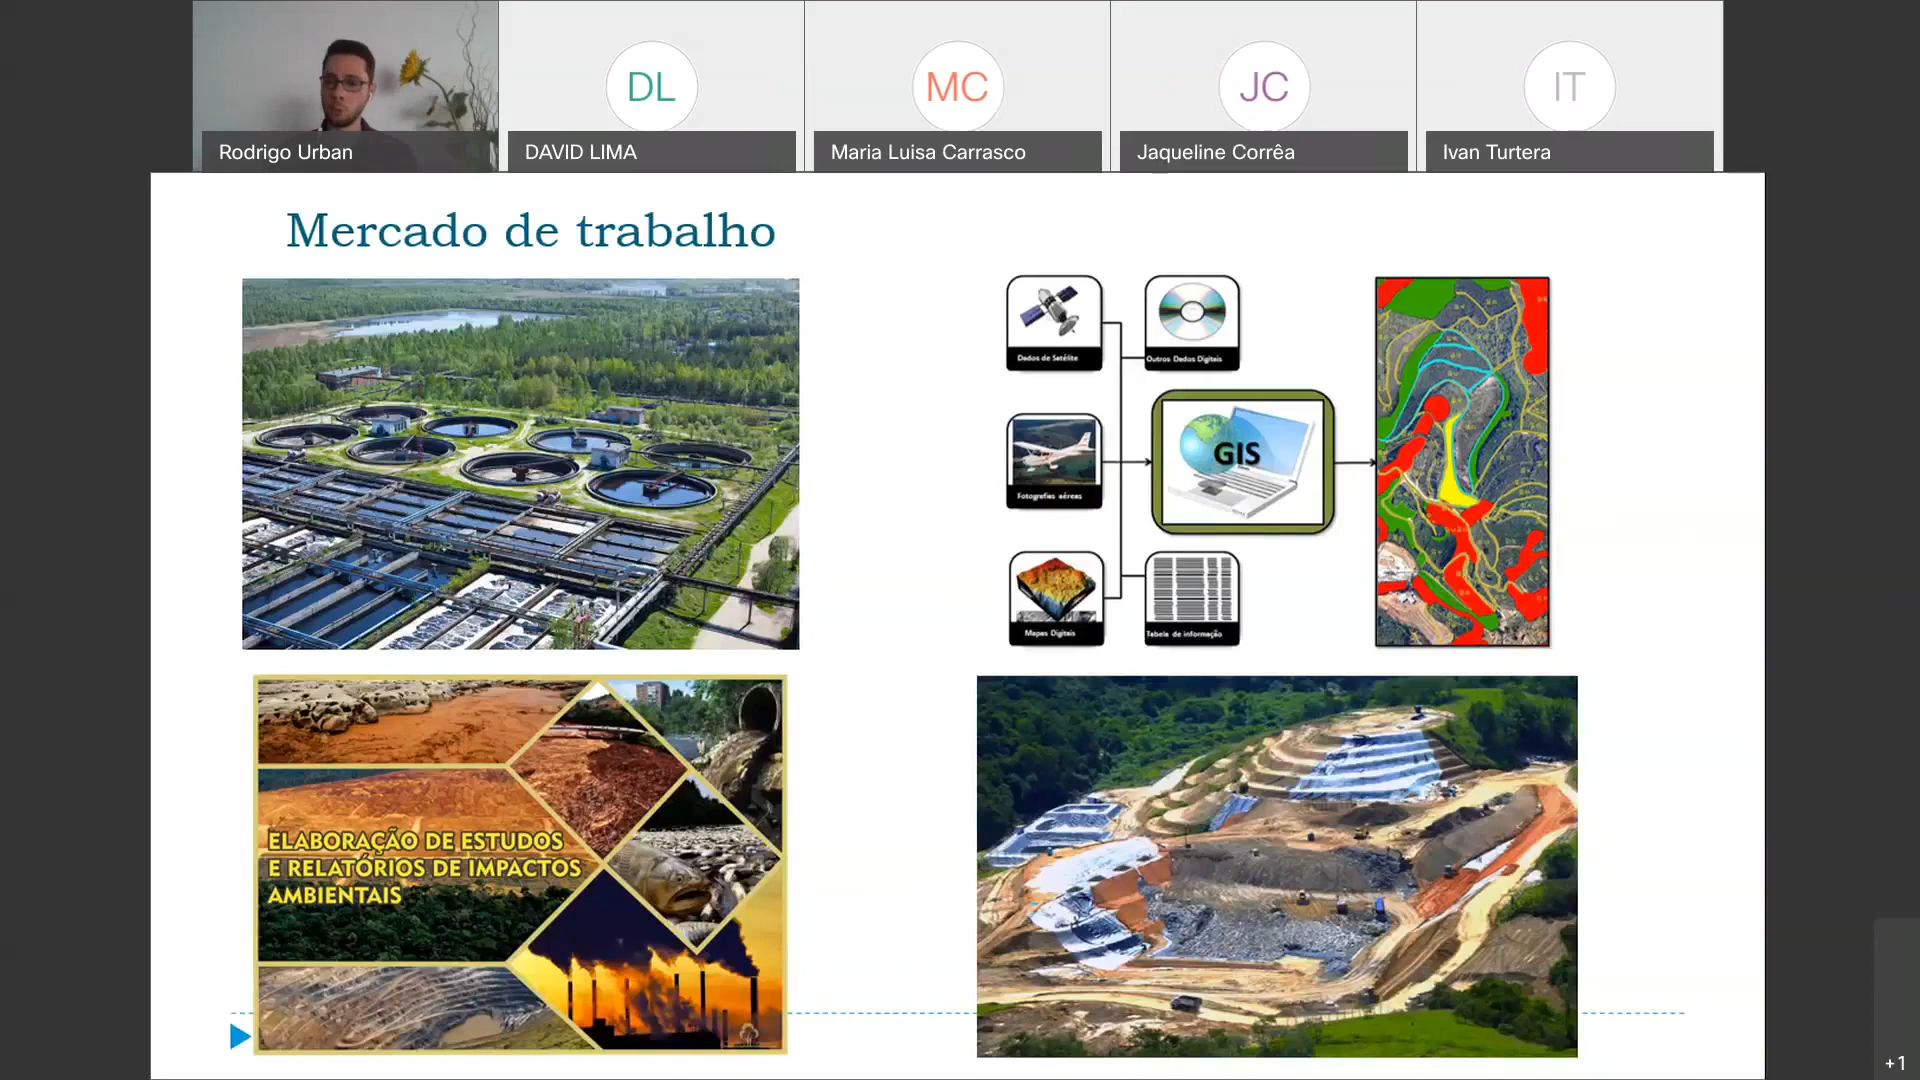 DL
MC
JC
IT
Rodrigo Urban
DAVID LIMA
Maria Luisa Carrasco
Jaqueline Corrêa
Ivan Turtera
Mercado de trabalho
Dados de Satélite
Outros Dados Digitais
Fotografias aéreas
GIS
Mapas Digitais
Tabela de informação
ELABORAÇÃO DE ESTUDOS
E RELATÓRIOS DE IMPACTOS
AMBIENTAIS
+1